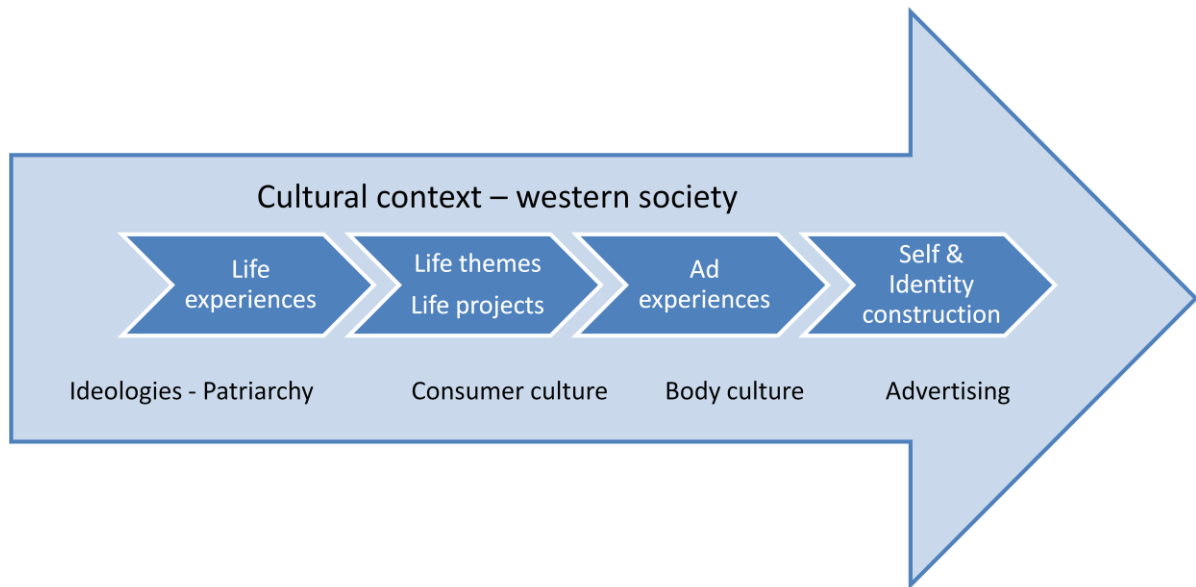 Cultural context – western society
Life
experiences
Life themes
Life projects
Ad
experiences
Self &
Identity
construction
Ideologies - Patriarchy
Consumer culture
Body culture
Advertising